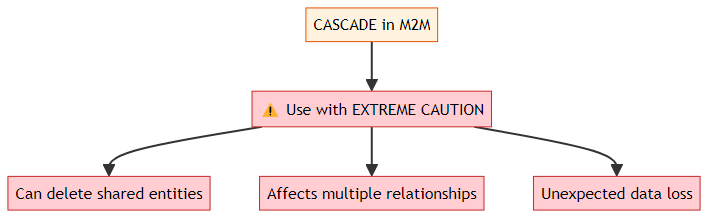 CASCADE in M2M
⚠️ Use with EXTREME CAUTION
Can delete shared entities
Affects multiple relationships
Unexpected data loss